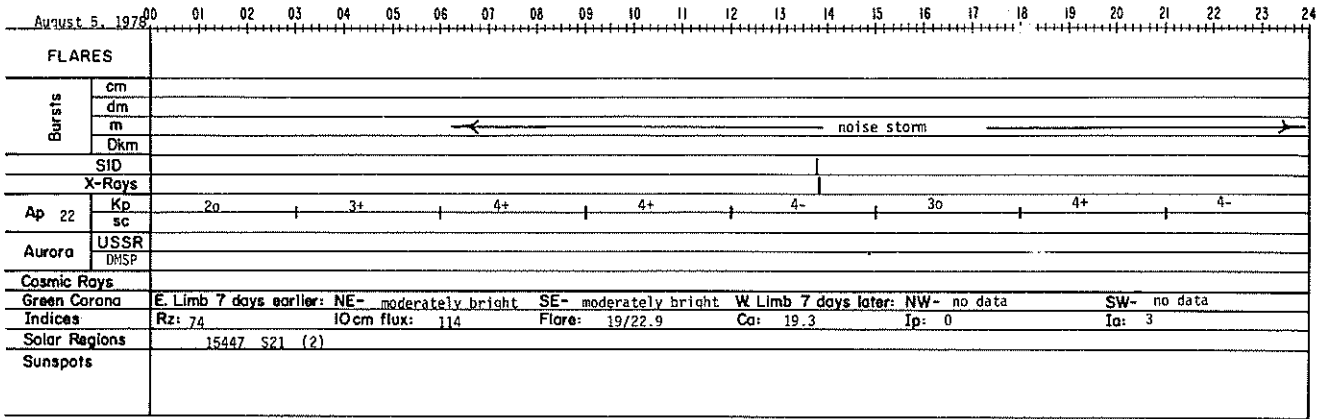 August 5, 1978 00 01 02 03 04 05 06 07 08 09 10 11 12 13 14 15 16 17 18 19 20 21 22 23 24
FLARES
Bursts
cm
dm
m noise storm
Dkm
SID
X-Rays
Ap 22 Kp 2o 3+ 4+ 4+ 4- 3o 4+ 4-
sc
Aurora USSR
DMSP
Cosmic Rays
Green Corona E. Limb 7 days earlier: NE- moderately bright SE- moderately bright W. Limb 7 days later: NW- no data SW- no data
Indices Rz: 74 10cm flux: 114 Flare: 19/22.9 Ca: 19.3 Ip: 0 Ia: 3
Solar Regions 15447 S21 (2)
Sunspots